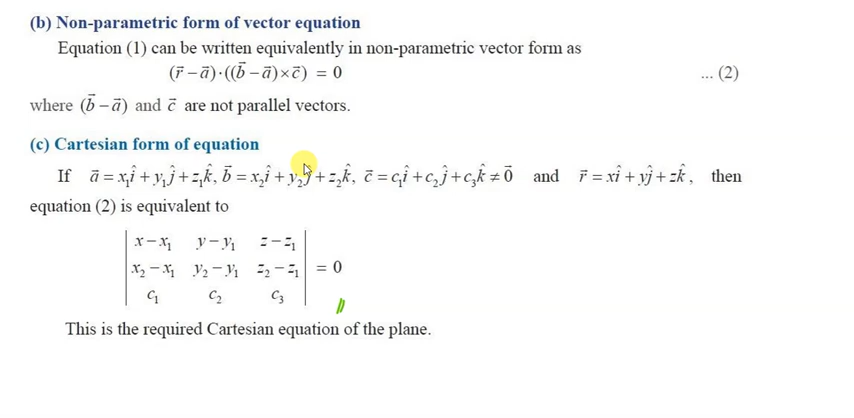 (b) Non-parametric form of vector equation
Equation (1) can be written equivalently in non-parametric vector form as
(r⃗ − a⃗)·((b⃗ − a⃗)×c⃗) = 0 ... (2)
where (b⃗ − a⃗) and c⃗ are not parallel vectors.
(c) Cartesian form of equation
If a⃗ = x₁î + y₁ĵ + z₁k̂, b⃗ = x₂î + y₂ĵ + z₂k̂, c⃗ = c₁î + c₂ĵ + c₃k̂ ≠ 0⃗ and r⃗ = xî + yĵ + zk̂, then
equation (2) is equivalent to
| x − x₁ y − y₁ z − z₁ |
| x₂ − x₁ y₂ − y₁ z₂ − z₁ | = 0
| c₁ c₂ c₃ |
This is the required Cartesian equation of the plane.